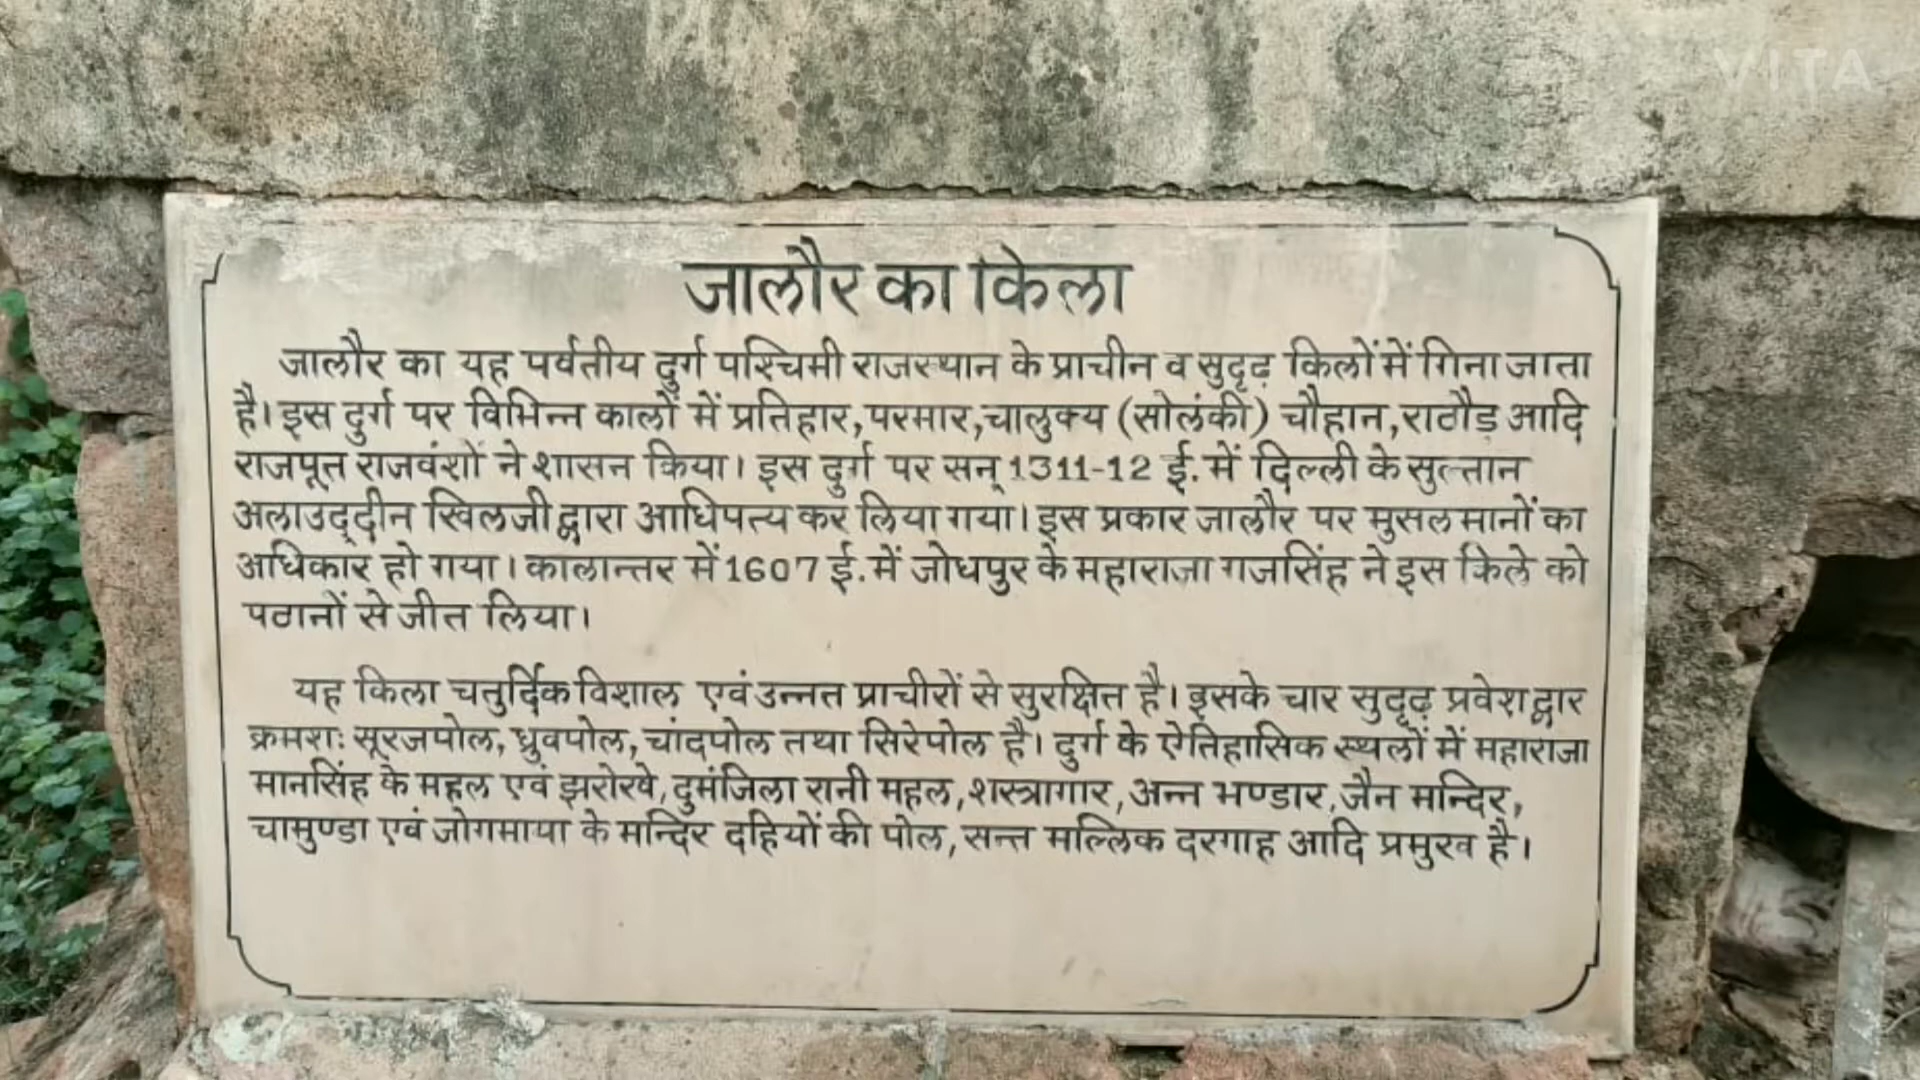 VITA
जालौर का किला
जालौर का यह पर्वतीय दुर्ग पश्चिमी राजस्थान के प्राचीन व सुदृढ़ किलों में गिना जाता
है। इस दुर्ग पर विभिन्न कालों में प्रतिहार, परमार, चालुक्य (सोलंकी) चौहान, राठौड़ आदि
राजपूत राजवंशों ने शासन किया। इस दुर्ग पर सन् 1311-12 ई. में दिल्ली के सुल्तान
अलाउद्दीन खिलजी द्वारा आधिपत्य कर लिया गया। इस प्रकार जालौर पर मुसलमानों का
अधिकार हो गया। कालान्तर में 1607 ई. में जोधपुर के महाराजा गजसिंह ने इस किले को
पठानों से जीत लिया।
यह किला चतुर्दिक विशाल एवं उन्नत प्राचीरों से सुरक्षित है। इसके चार सुदृढ़ प्रवेश द्वार
क्रमशः सूरजपोल, ध्रुवपोल, चांदपोल तथा सिरेपोल है। दुर्ग के ऐतिहासिक स्थलों में महाराजा
मानसिंह के महल एवं झरोखे, दुमंजिला रानी महल, शस्त्रागार, अन्न भण्डार, जैन मन्दिर,
चामुण्डा एवं जोगमाया के मन्दिर दहियों की पोल, सन्त मल्लिक दरगाह आदि प्रमुख है।